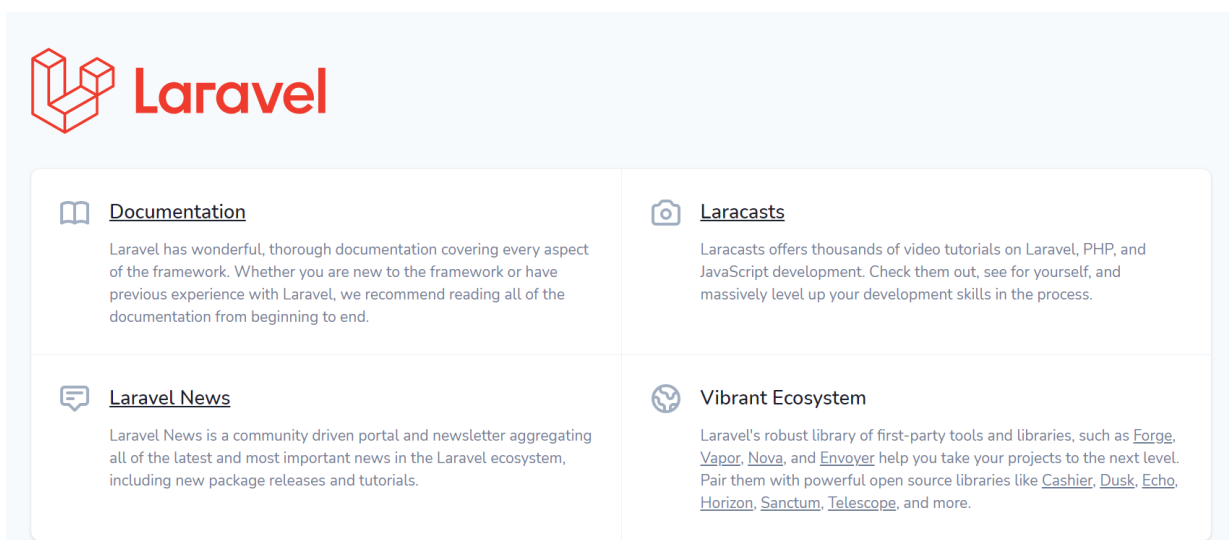 Laravel
Documentation
Laravel has wonderful, thorough documentation covering every aspect
of the framework. Whether you are new to the framework or have
previous experience with Laravel, we recommend reading all of the
documentation from beginning to end.
Laracasts
Laracasts offers thousands of video tutorials on Laravel, PHP, and
JavaScript development. Check them out, see for yourself, and
massively level up your development skills in the process.
Laravel News
Laravel News is a community driven portal and newsletter aggregating
all of the latest and most important news in the Laravel ecosystem,
including new package releases and tutorials.
Vibrant Ecosystem
Laravel's robust library of first-party tools and libraries, such as Forge,
Vapor, Nova, and Envoyer help you take your projects to the next level.
Pair them with powerful open source libraries like Cashier, Dusk, Echo,
Horizon, Sanctum, Telescope, and more.